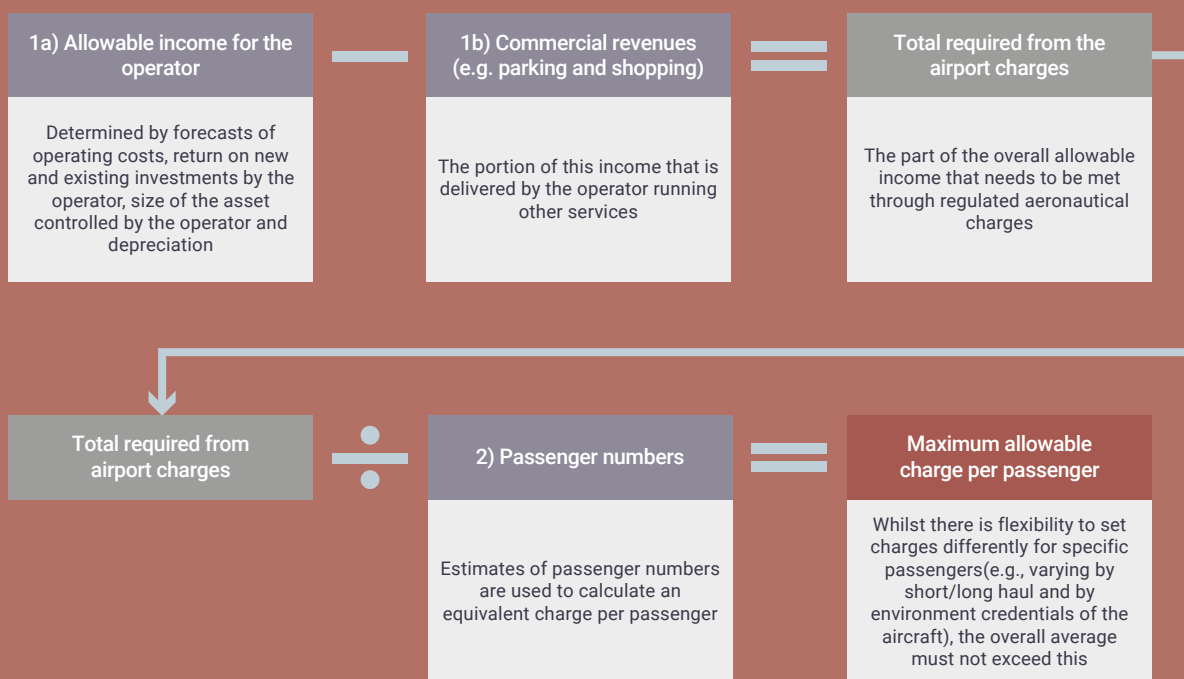 1a) Allowable income for the
operator
Determined by forecasts of
operating costs, return on new
and existing investments by the
operator, size of the asset
controlled by the operator and
depreciation
1b) Commercial revenues
(e.g. parking and shopping)
The portion of this income that is
delivered by the operator running
other services
Total required from the
airport charges
The part of the overall allowable
income that needs to be met
through regulated aeronautical
charges
Total required from
airport charges
2) Passenger numbers
Estimates of passenger numbers
are used to calculate an
equivalent charge per passenger
Maximum allowable
charge per passenger
Whilst there is flexibility to set
charges differently for specific
passengers(e.g., varying by
short/long haul and by
environment credentials of the
aircraft), the overall average
must not exceed this